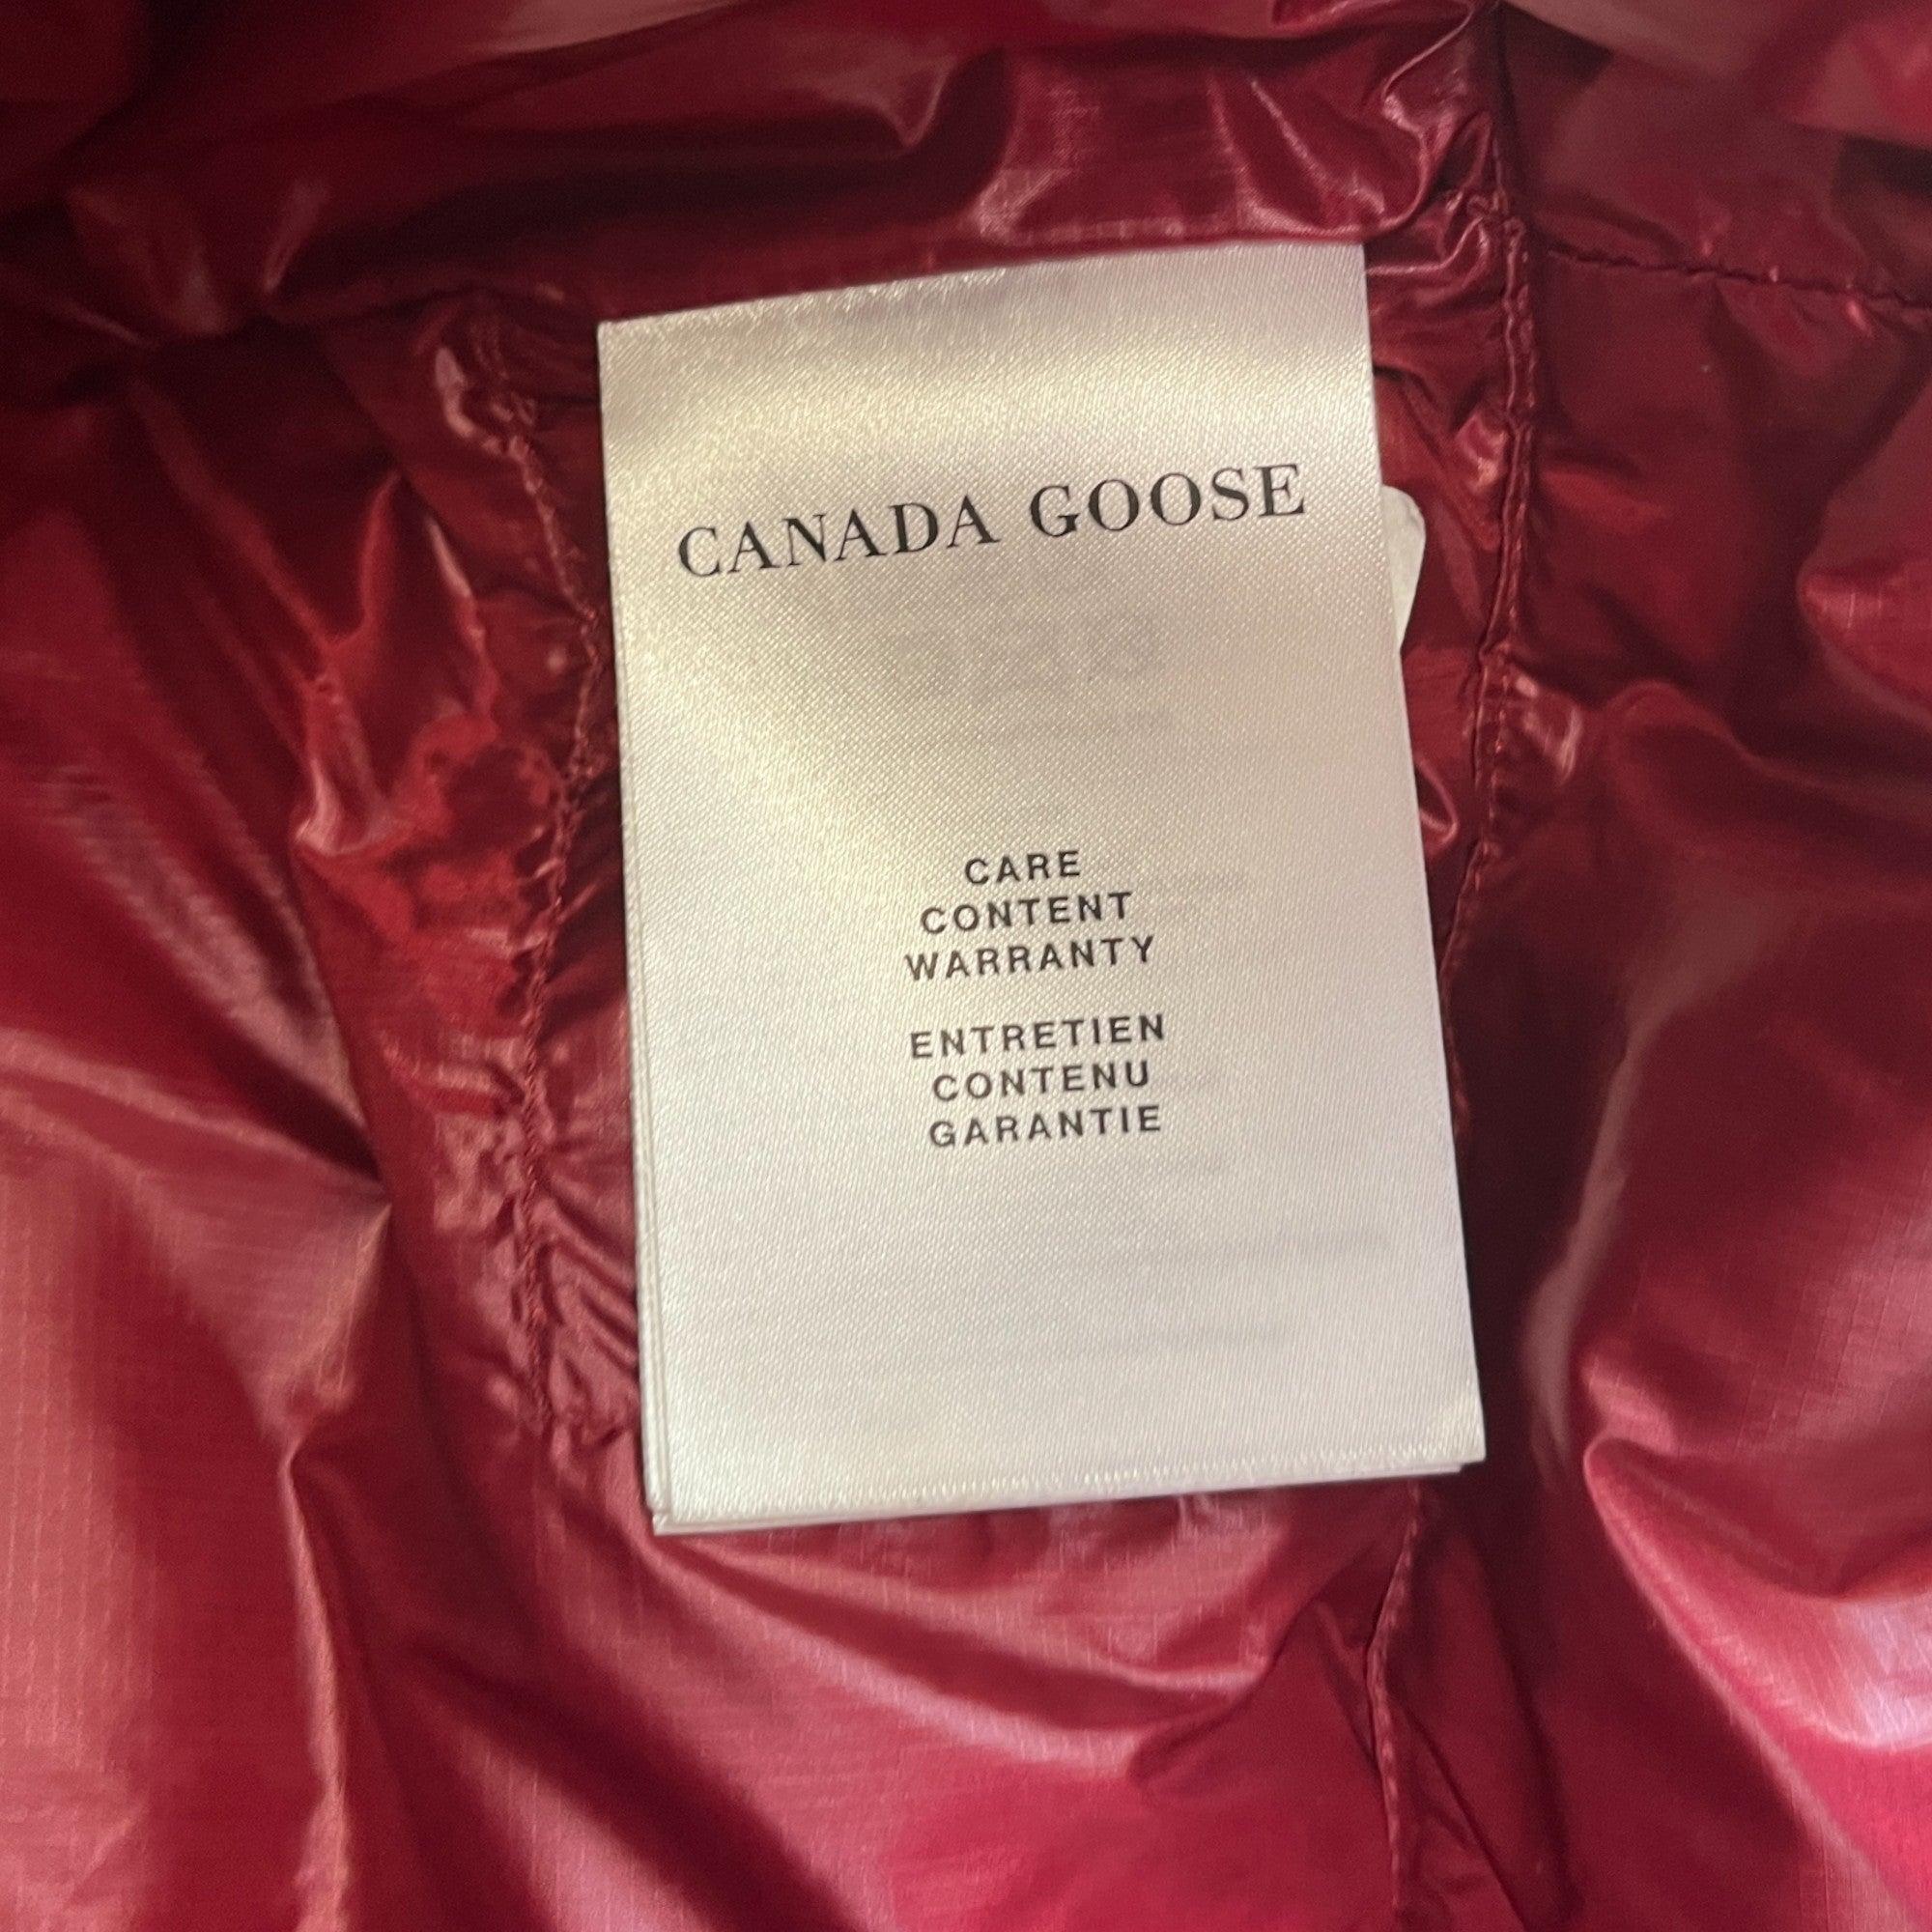 CANADA GOOSE
CARE
CONTENT
WARRANTY
ENTRETIEN
CONTENU
GARANTIE